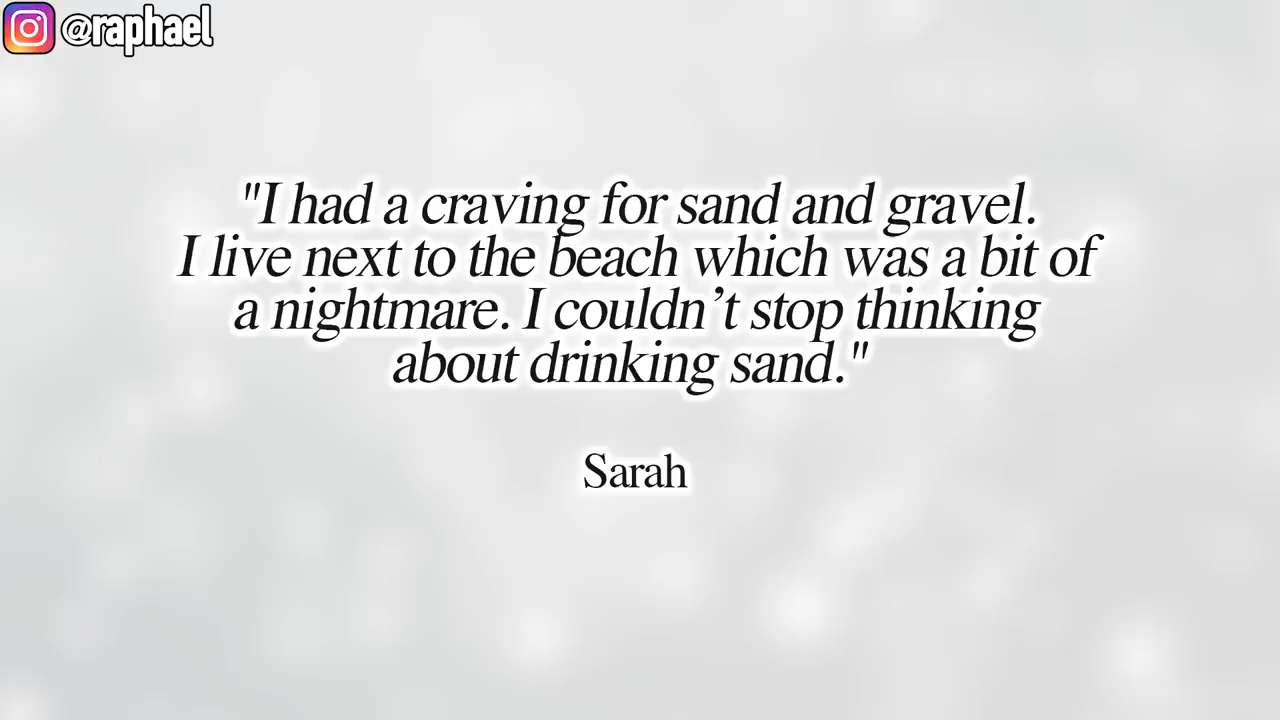 @raphael
"I had a craving for sand and gravel.
I live next to the beach which was a bit of
a nightmare. I couldn’t stop thinking
about drinking sand."
Sarah